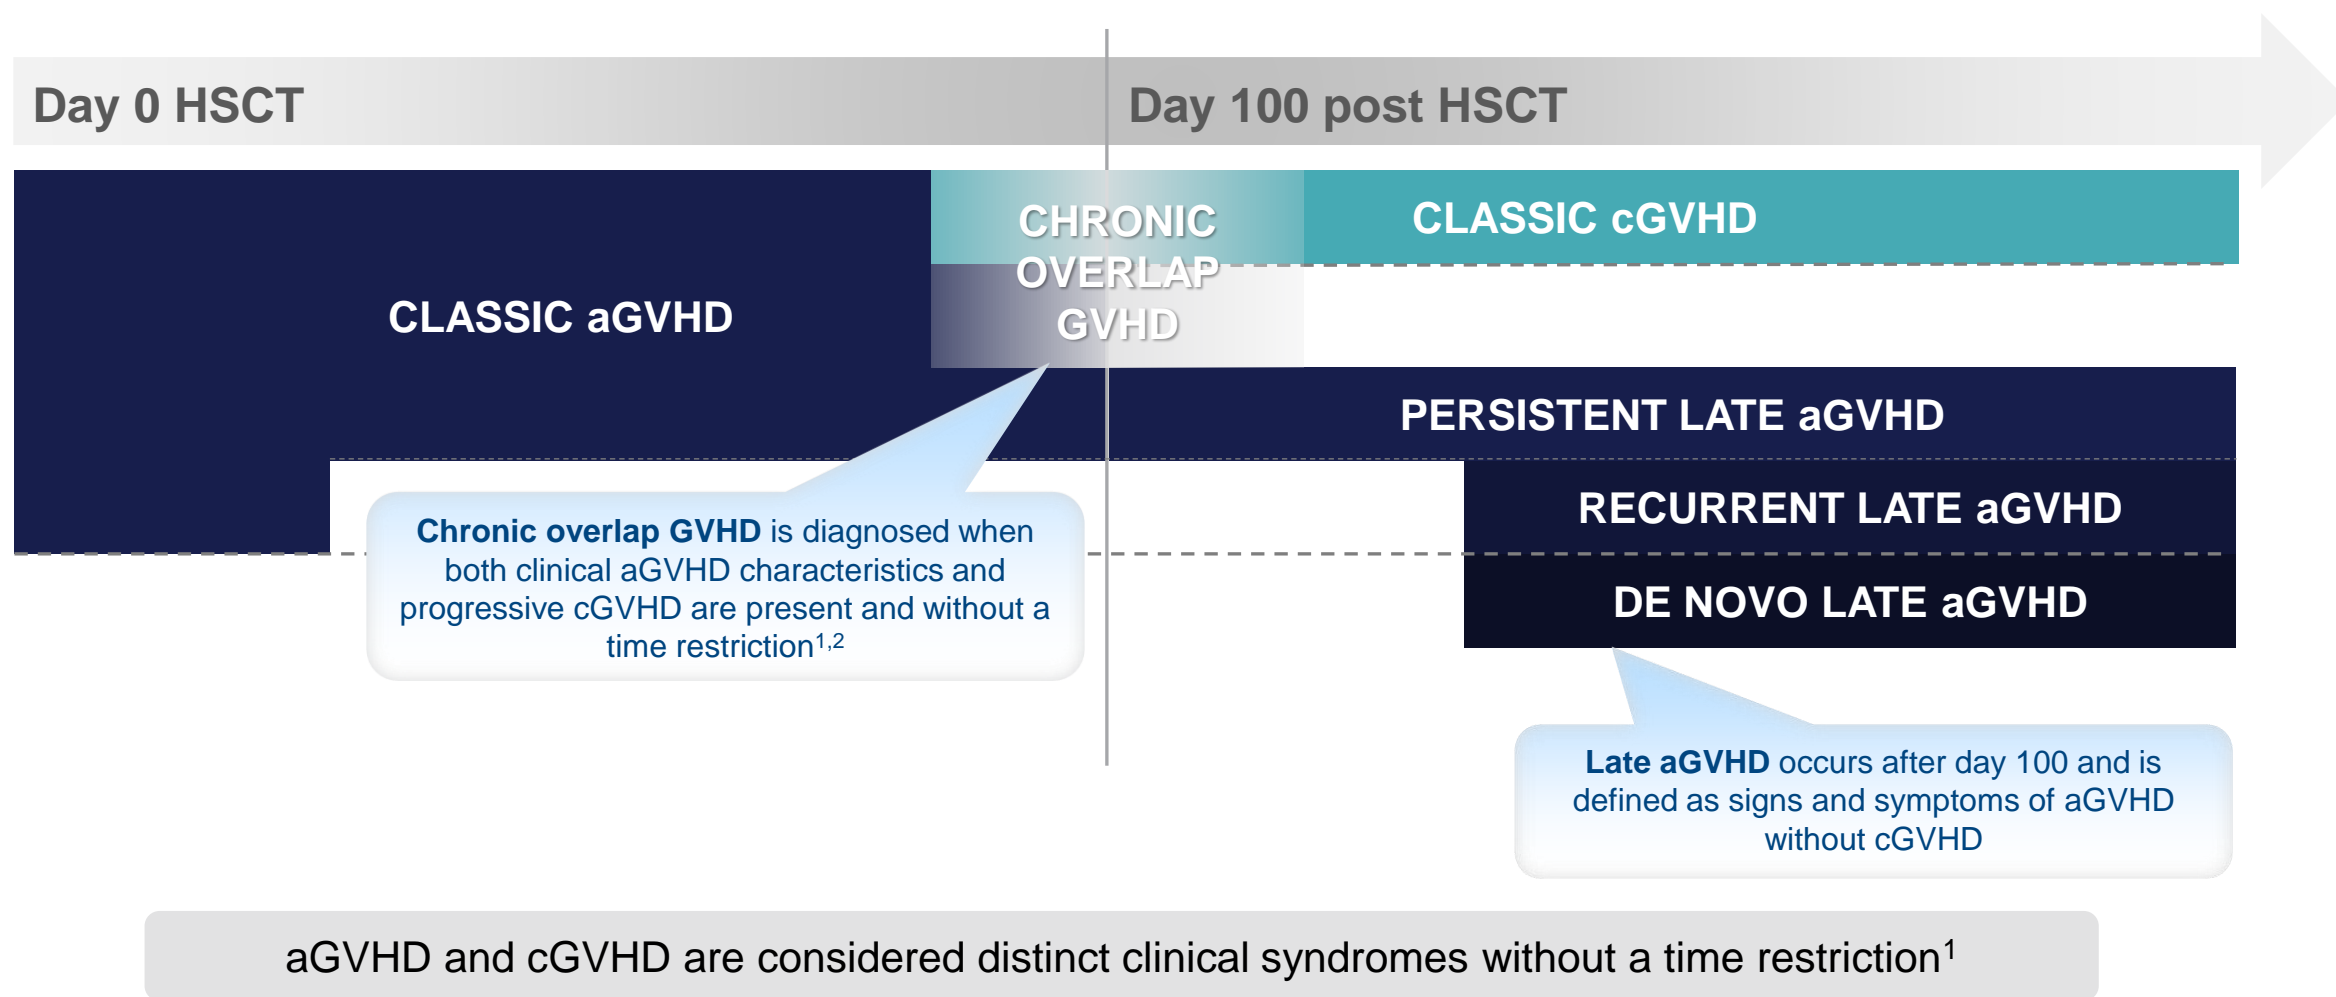 Day 0 HSCT
Day 100 post HSCT
CLASSIC aGVHD
CHRONIC
OVERLAP
GVHD
CLASSIC cGVHD
PERSISTENT LATE aGVHD
RECURRENT LATE aGVHD
DE NOVO LATE aGVHD
Chronic overlap GVHD is diagnosed when
both clinical aGVHD characteristics and
progressive cGVHD are present and without a
time restriction1,2
Late aGVHD occurs after day 100 and is
defined as signs and symptoms of aGVHD
without cGVHD
aGVHD and cGVHD are considered distinct clinical syndromes without a time restriction1